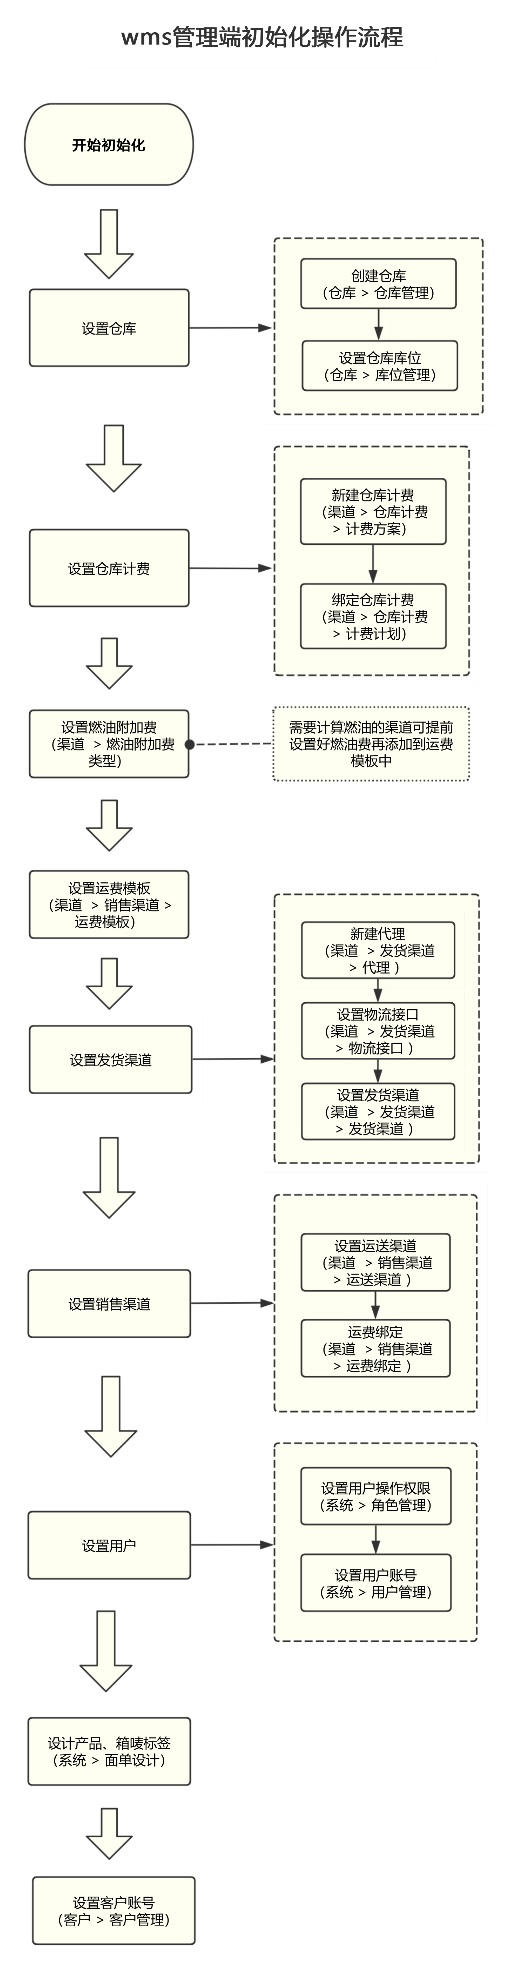 wms管理端初始化操作流程
开始初始化
设置仓库
创建仓库
（仓库 > 仓库管理）
设置仓库库位
（仓库 > 库位管理）
设置仓库计费
新建仓库计费
（渠道 > 仓库计费
> 计费方案）
绑定仓库计费
（渠道 > 仓库计费
> 计费计划）
设置燃油附加费
（渠道 > 燃油附加费
类型）
需要计算燃油的渠道可提前
设置好燃油费再添加到运费
模板中
设置运费模板
（渠道 > 销售渠道 >
运费模板）
设置发货渠道
新建代理
（渠道 > 发货渠道
> 代理 ）
设置物流接口
（渠道 > 发货渠道
> 物流接口 ）
设置发货渠道
（渠道 > 发货渠道
> 发货渠道 ）
设置销售渠道
设置运送渠道
（渠道 > 销售渠道
> 运送渠道 ）
运费绑定
（渠道 > 销售渠道
> 运费绑定 ）
设置用户
设置用户操作权限
（系统 > 角色管理）
设置用户账号
（系统 > 用户管理）
设计产品、箱唛标签
（系统 > 面单设计）
设置客户账号
（客户 > 客户管理）